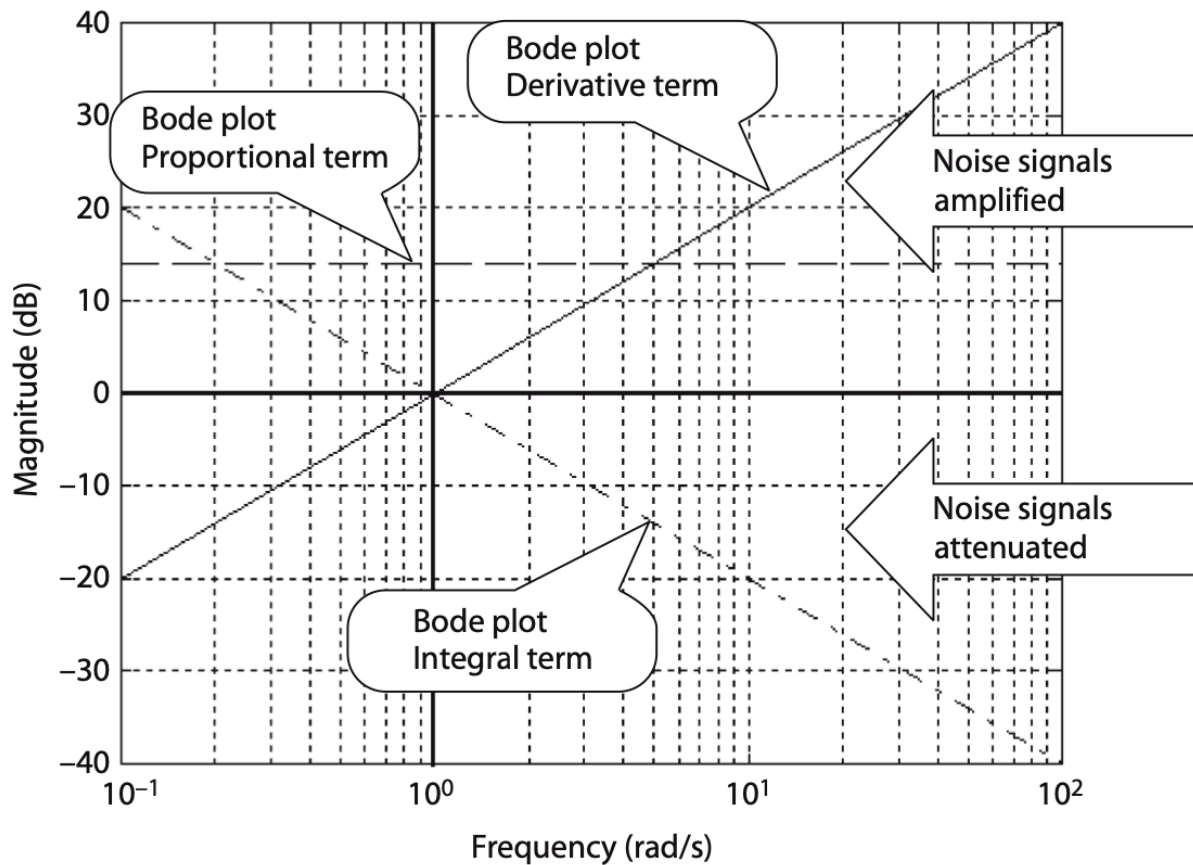 40
Bode plot
Derivative term
30
Bode plot
Proportional term
Noise signals
amplified
20
10
Magnitude (dB)
0
−10
Noise signals
attenuated
−20
Bode plot
Integral term
−30
−40
10⁻¹ 10⁰ 10¹ 10²
Frequency (rad/s)